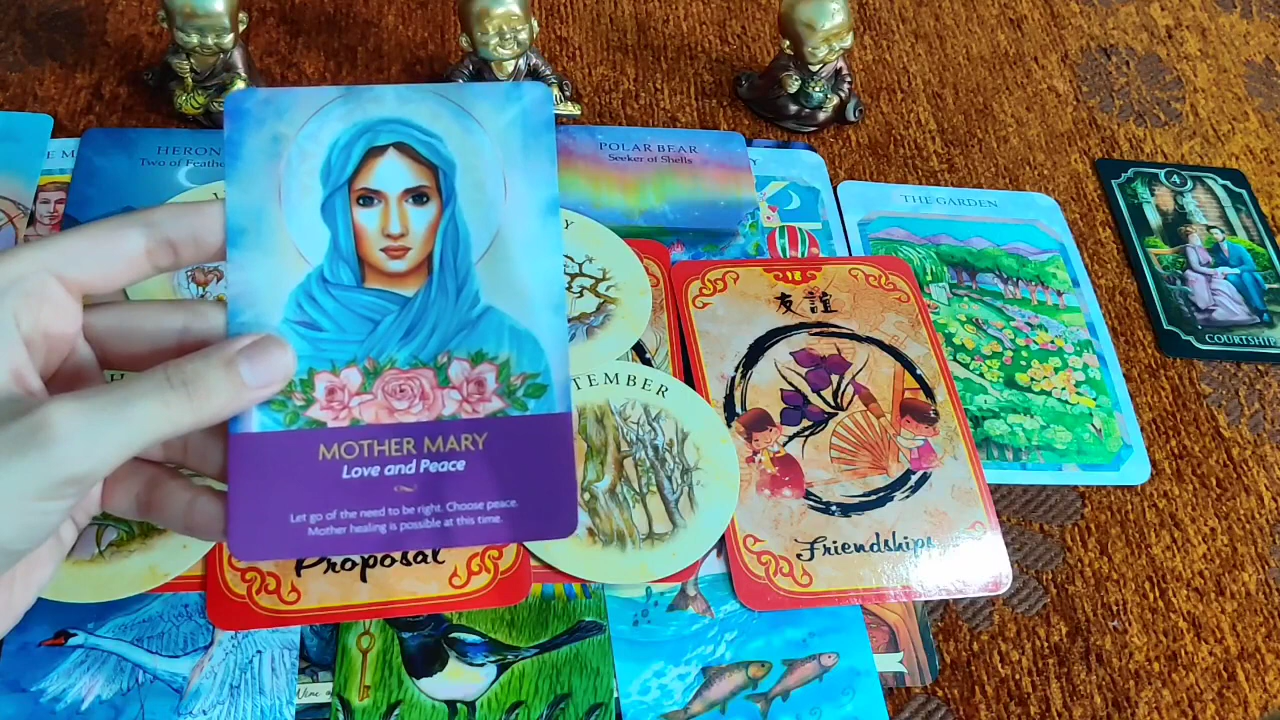 HERON
Two of Feathe
POLAR BEAR
Seeker of Shells
THE GARDEN
4
COURTSHIP
友誼
TEMBER
MOTHER MARY
Love and Peace
Let go of the need to be right. Choose peace.
Mother healing is possible at this time.
Friendships
Proposal